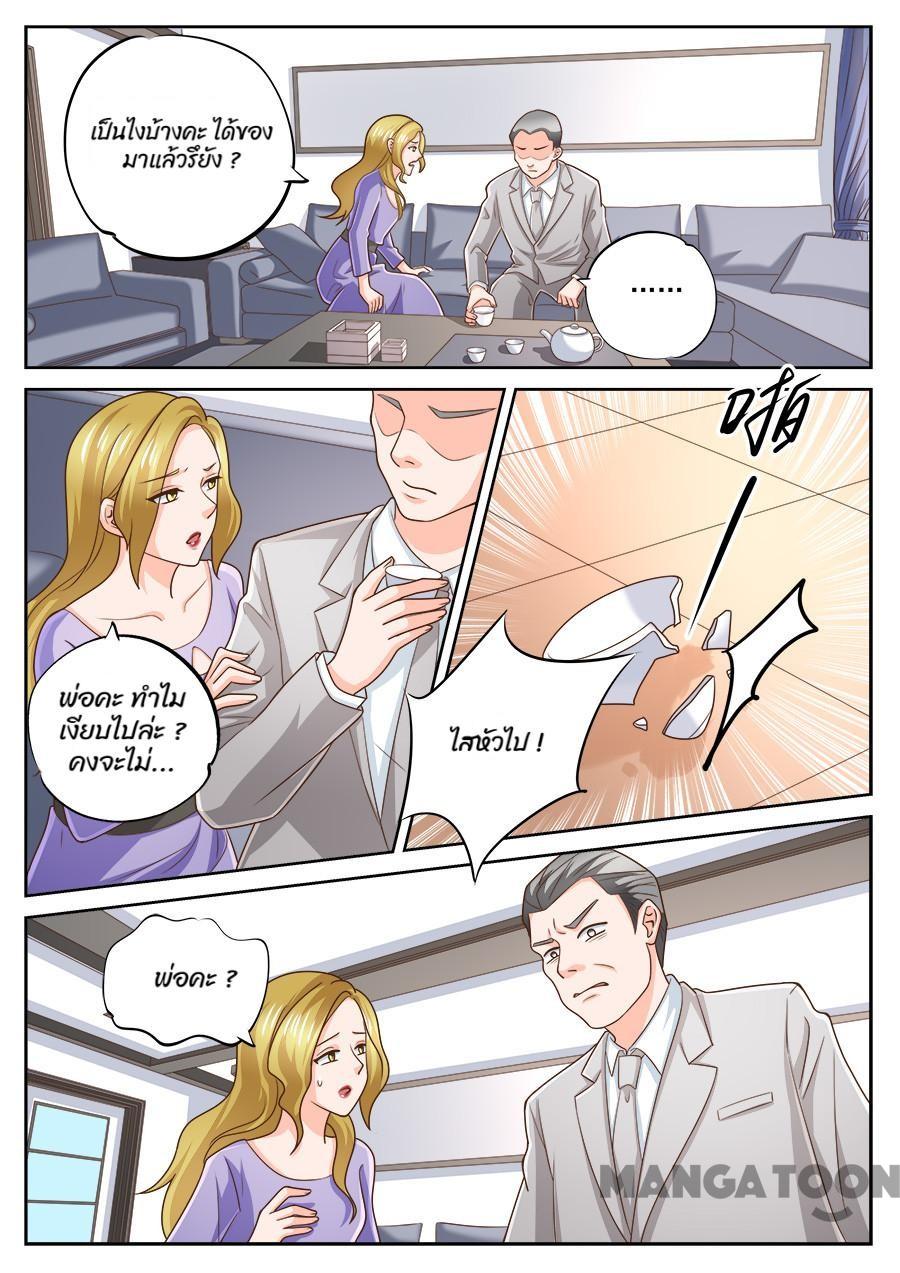 เป็นไงบ้างคะ ได้ของ
มาแล้วรึยัง ?
......
พ่อคะ ทำไม
เงียบไปล่ะ ?
คงจะไม่...
啪
ไสหัวไป !
พ่อคะ ?
MANGATOON